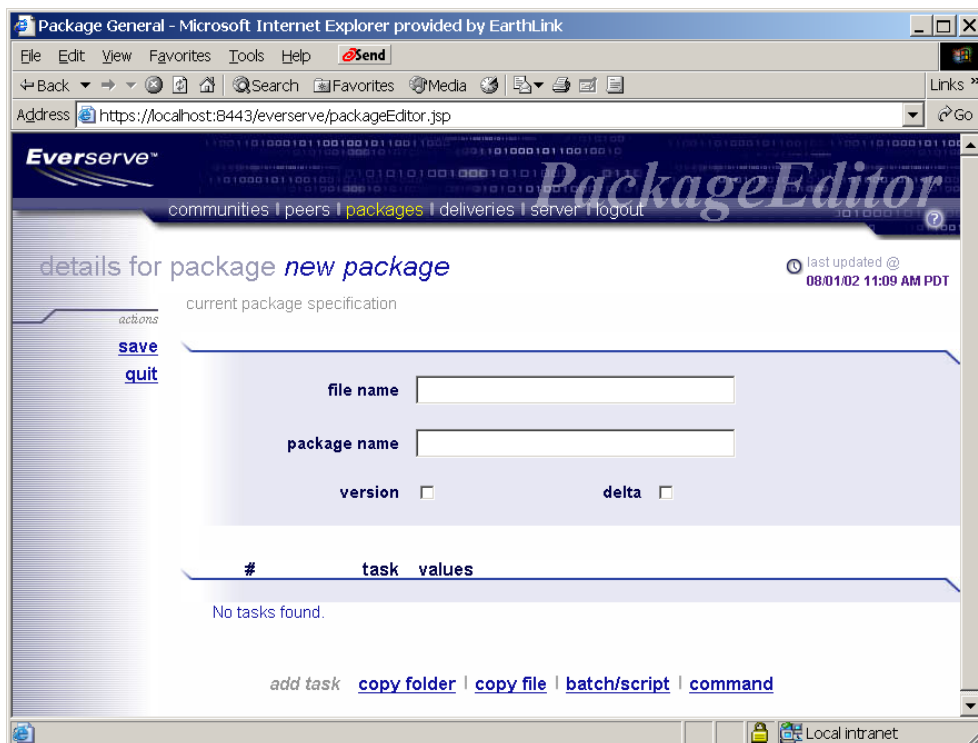 Package General - Microsoft Internet Explorer provided by EarthLink
File Edit View Favorites Tools Help eSend
Back Search Favorites Media Links »
Address https://localhost:8443/everserve/packageEditor.jsp Go
Everserve™
PackageEditor
communities | peers | packages | deliveries | server | logout
?
details for package new package
last updated @
08/01/02 11:09 AM PDT
current package specification
actions
save
quit
file name
package name
version delta
# task values
No tasks found.
add task copy folder | copy file | batch/script | command
Local intranet